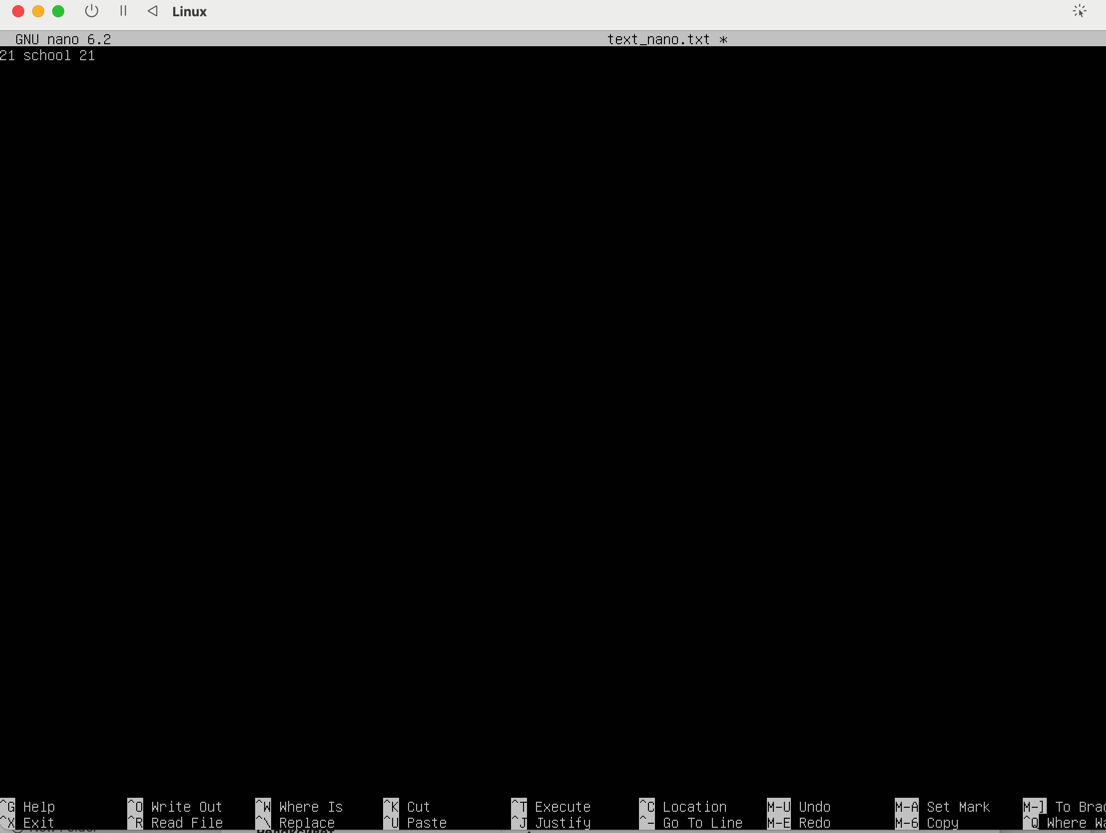 Linux
GNU nano 6.2 text_nano.txt *
21 school 21
^G Help ^O Write Out ^W Where Is ^K Cut ^T Execute ^C Location M-U Undo M-A Set Mark M-] To Brac
^X Exit ^R Read File ^\ Replace ^U Paste ^J Justify ^- Go To Line M-E Redo M-6 Copy ^Q Where Wa